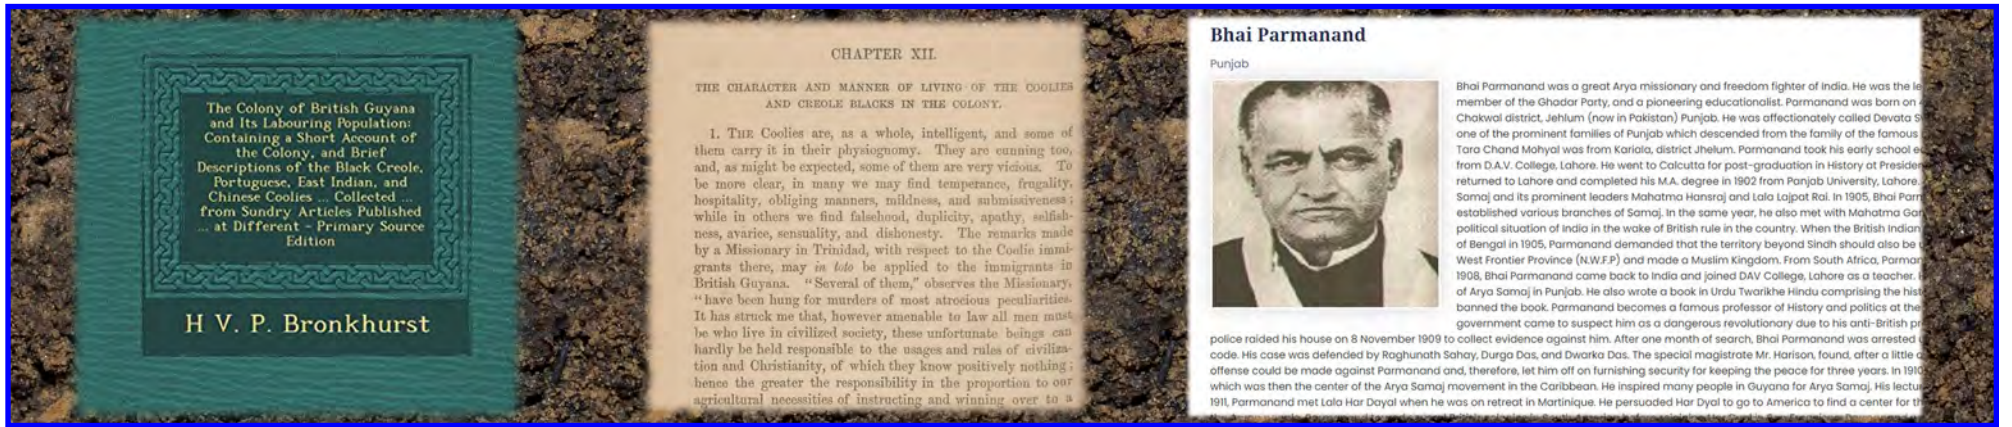 The Colony of British Guyana
and Its Labouring Population:
Containing a Short Account of
the Colony, and Brief
Descriptions of the Black Creole,
Portuguese, East Indian, and
Chinese Coolies ... Collected ...
from Sundry Articles Published
... at Different - Primary Source
Edition
H V. P. Bronkhurst
CHAPTER XII.
THE CHARACTER AND MANNER OF LIVING OF THE COOLIES
AND CREOLE BLACKS IN THE COLONY.
1. THE Coolies are, as a whole, intelligent, and some of
them carry it in their physiognomy. They are cunning too,
and, as might be expected, some of them are very vicious. To
be more clear, in many we may find temperance, frugality,
hospitality, obliging manners, mildness, and submissiveness;
while in others we find falsehood, duplicity, apathy, selfish-
ness, avarice, sensuality, and dishonesty. The remarks made
by a Missionary in Trinidad, with respect to the Coolie immi-
grants there, may in toto be applied to the immigrants in
British Guyana. "Several of them," observes the Missionary,
"have been hung for murders of most atrocious peculiarities.
It has struck me that, however amenable to law all men must
be who live in civilized society, these unfortunate beings can
hardly be held responsible to the usages and rules of civiliza-
tion and Christianity, of which they know positively nothing;
hence the greater the responsibility in the proportion to our
agricultural necessities of instructing and winning over to a
Bhai Parmanand
Punjab
Bhai Parmanand was a great Arya missionary and freedom fighter of India. He was the le
member of the Ghadar Party, and a pioneering educationalist. Parmanand was born on
Chakwal district, Jehlum (now in Pakistan) Punjab. He was affectionately called Devata S
one of the prominent families of Punjab which descended from the family of the famous
Tara Chand Mohyal was from Kariala, district Jhelum. Parmanand took his early school e
from D.A.V. College, Lahore. He went to Calcutta for post-graduation in History at Presiden
returned to Lahore and completed his M.A. degree in 1902 from Panjab University, Lahore.
Samaj and its prominent leaders Mahatma Hansraj and Lala Lajpat Rai. In 1905, Bhai Parm
established various branches of Samaj. In the same year, he also met with Mahatma Gan
political situation of India in the wake of British rule in the country. When the British Indian
of Bengal in 1905, Parmanand demanded that the territory beyond Sindh should also be
West Frontier Province (N.W.F.P) and made a Muslim Kingdom. From South Africa, Parman
1908, Bhai Parmanand came back to India and joined DAV College, Lahore as a teacher.
of Arya Samaj in Punjab. He also wrote a book in Urdu Twarikhe Hindu comprising the hist
banned the book. Parmanand becomes a famous professor of History and politics at the
government came to suspect him as a dangerous revolutionary due to his anti-British pr
police raided his house on 8 November 1909 to collect evidence against him. After one month of search, Bhai Parmanand was arrested
code. His case was defended by Raghunath Sahay, Durga Das, and Dwarka Das. The special magistrate Mr. Harison, found, after a little
offense could be made against Parmanand and, therefore, let him off on furnishing security for keeping the peace for three years. In 1910
which was then the center of the Arya Samaj movement in the Caribbean. He inspired many people in Guyana for Arya Samaj. His lectu
1911, Parmanand met Lala Har Dayal when he was on retreat in Martinique. He persuaded Har Dyal to go to America to find a center for th